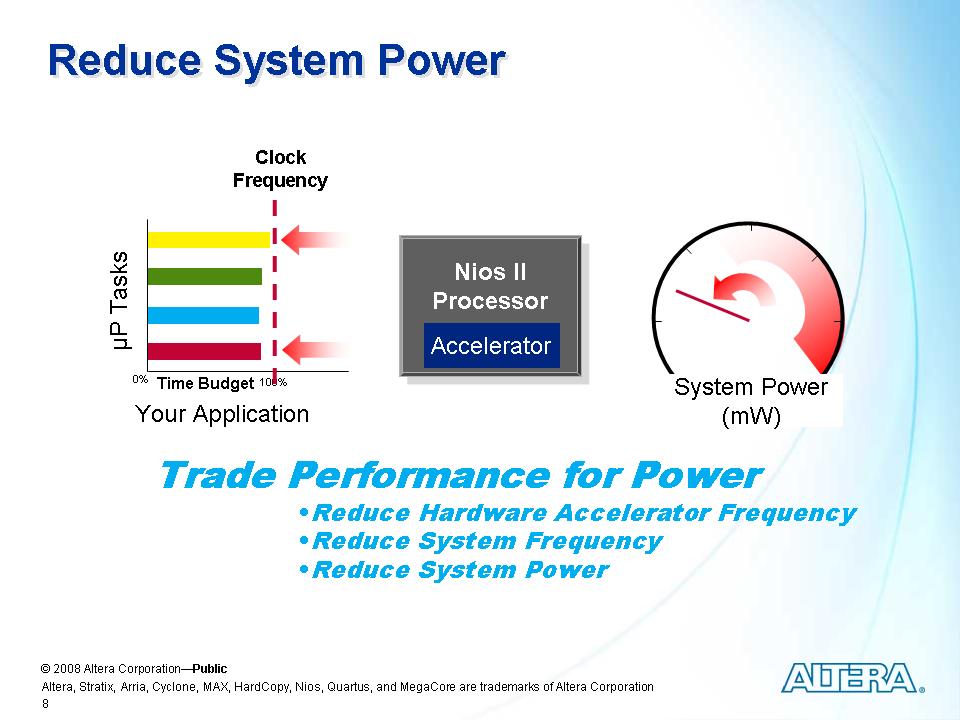 Reduce System Power
Clock
Frequency
µP Tasks
0%
Time Budget
100%
Your Application
Nios II
Processor
Accelerator
System Power
(mW)
Trade Performance for Power
•Reduce Hardware Accelerator Frequency
•Reduce System Frequency
•Reduce System Power
© 2008 Altera Corporation—Public
Altera, Stratix, Arria, Cyclone, MAX, HardCopy, Nios, Quartus, and MegaCore are trademarks of Altera Corporation
8
ALTERA®